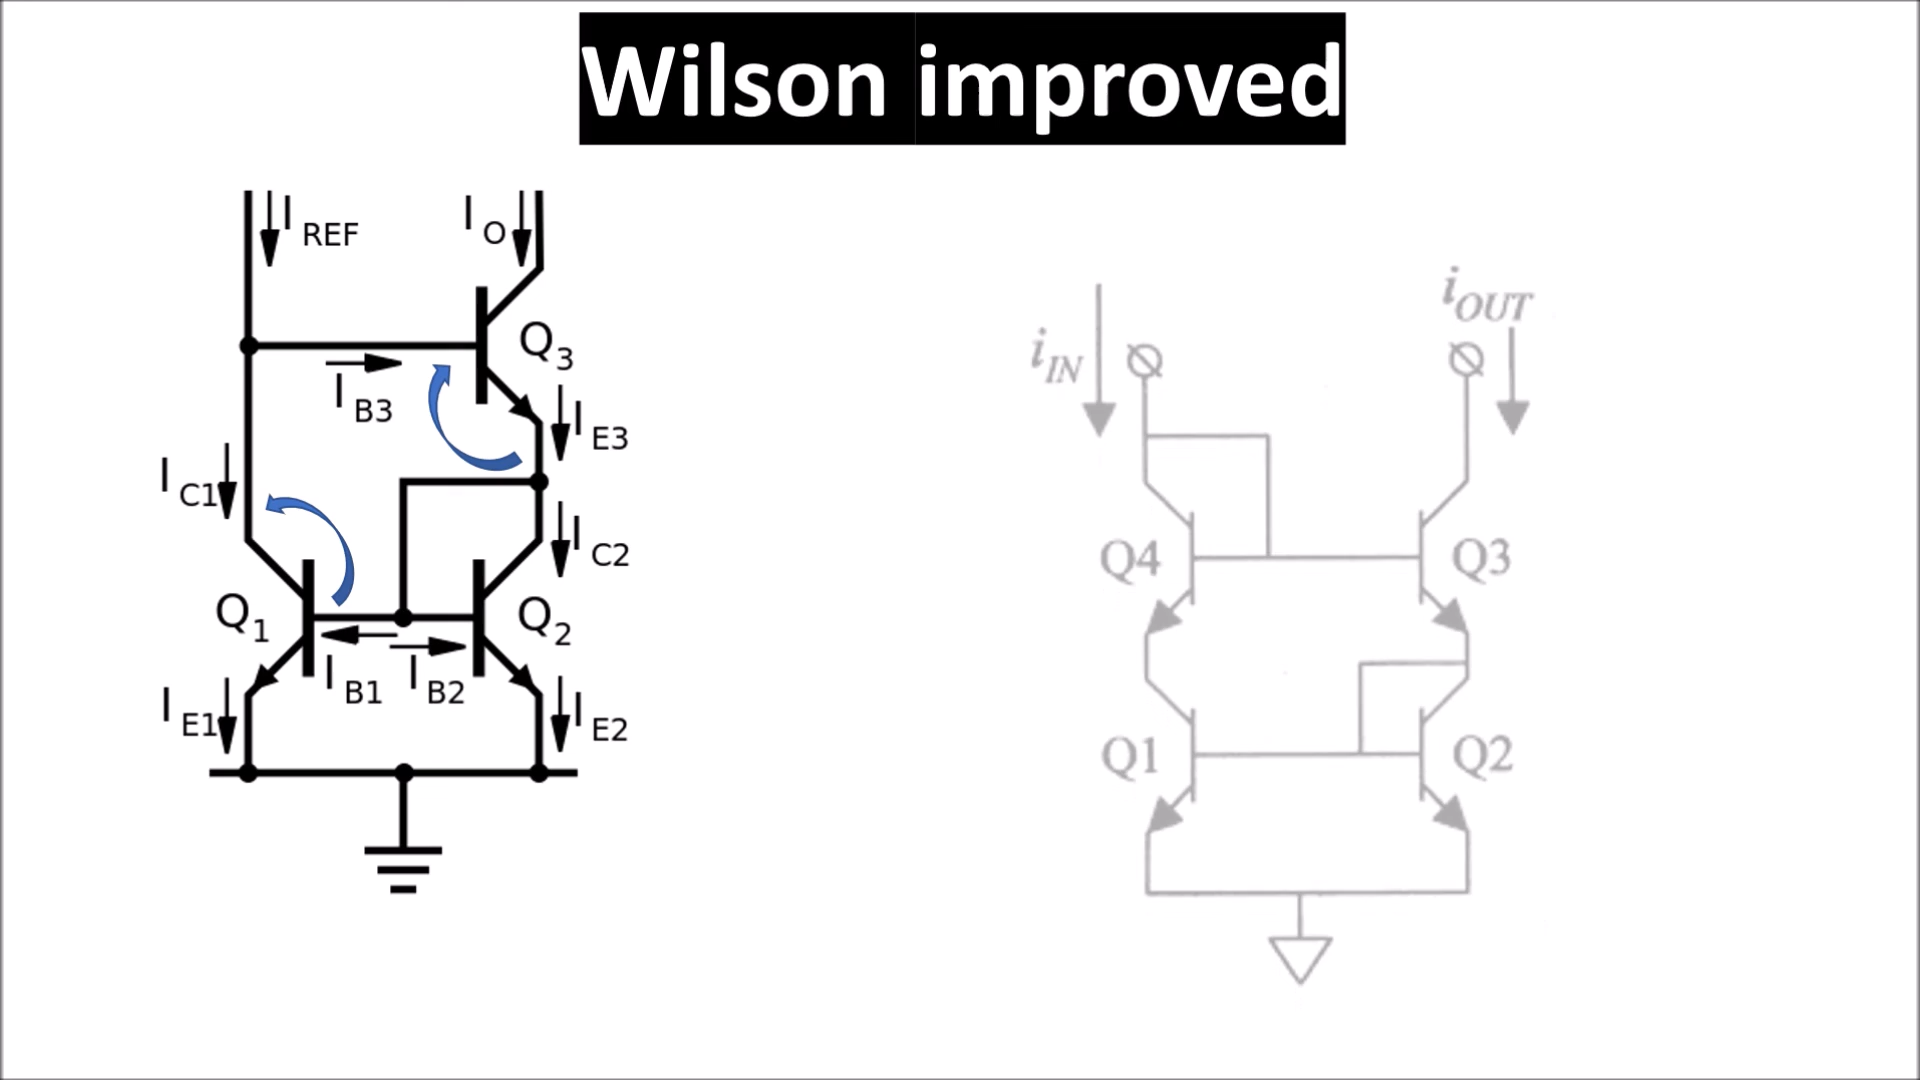 Wilson improved
I REF
I O
Q3
I B3
I E3
I C1
I C2
Q1
Q2
I B1
I B2
I E1
I E2
iIN
iOUT
Q4
Q3
Q1
Q2